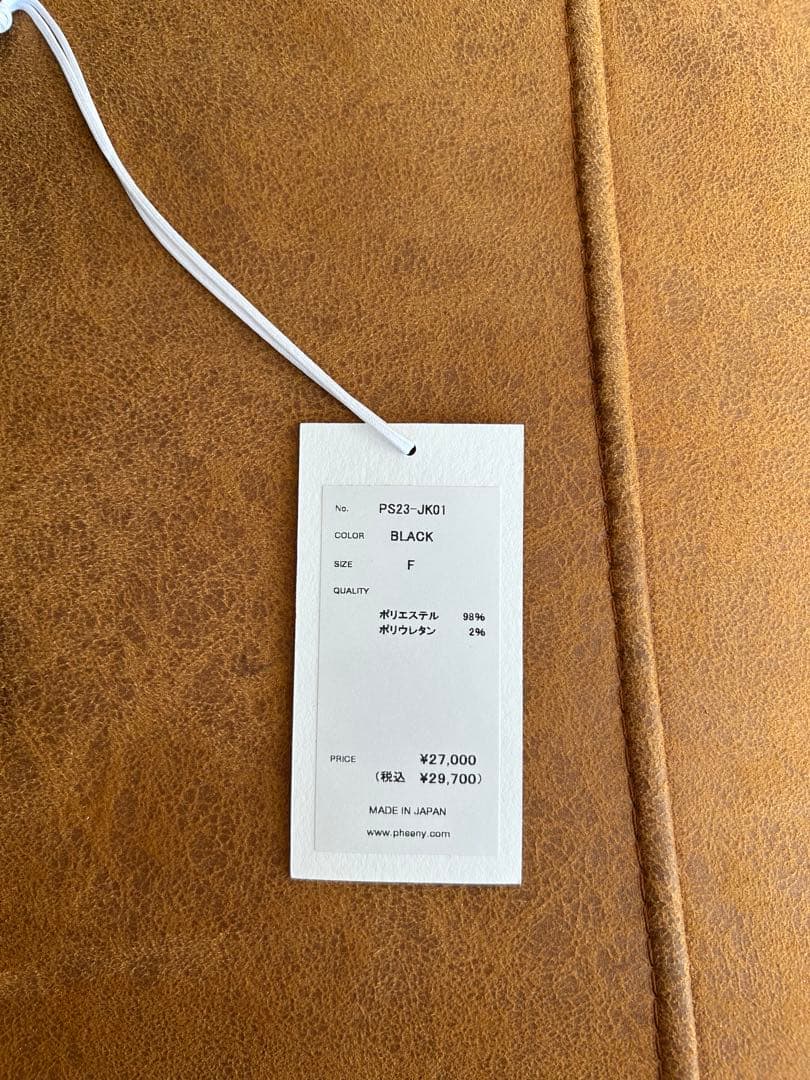 No. PS23-JK01
COLOR BLACK
SIZE F
QUALITY
ポリエステル 98%
ポリウレタン 2%
PRICE ¥27,000
(税込 ¥29,700)
MADE IN JAPAN
www.pheeny.com